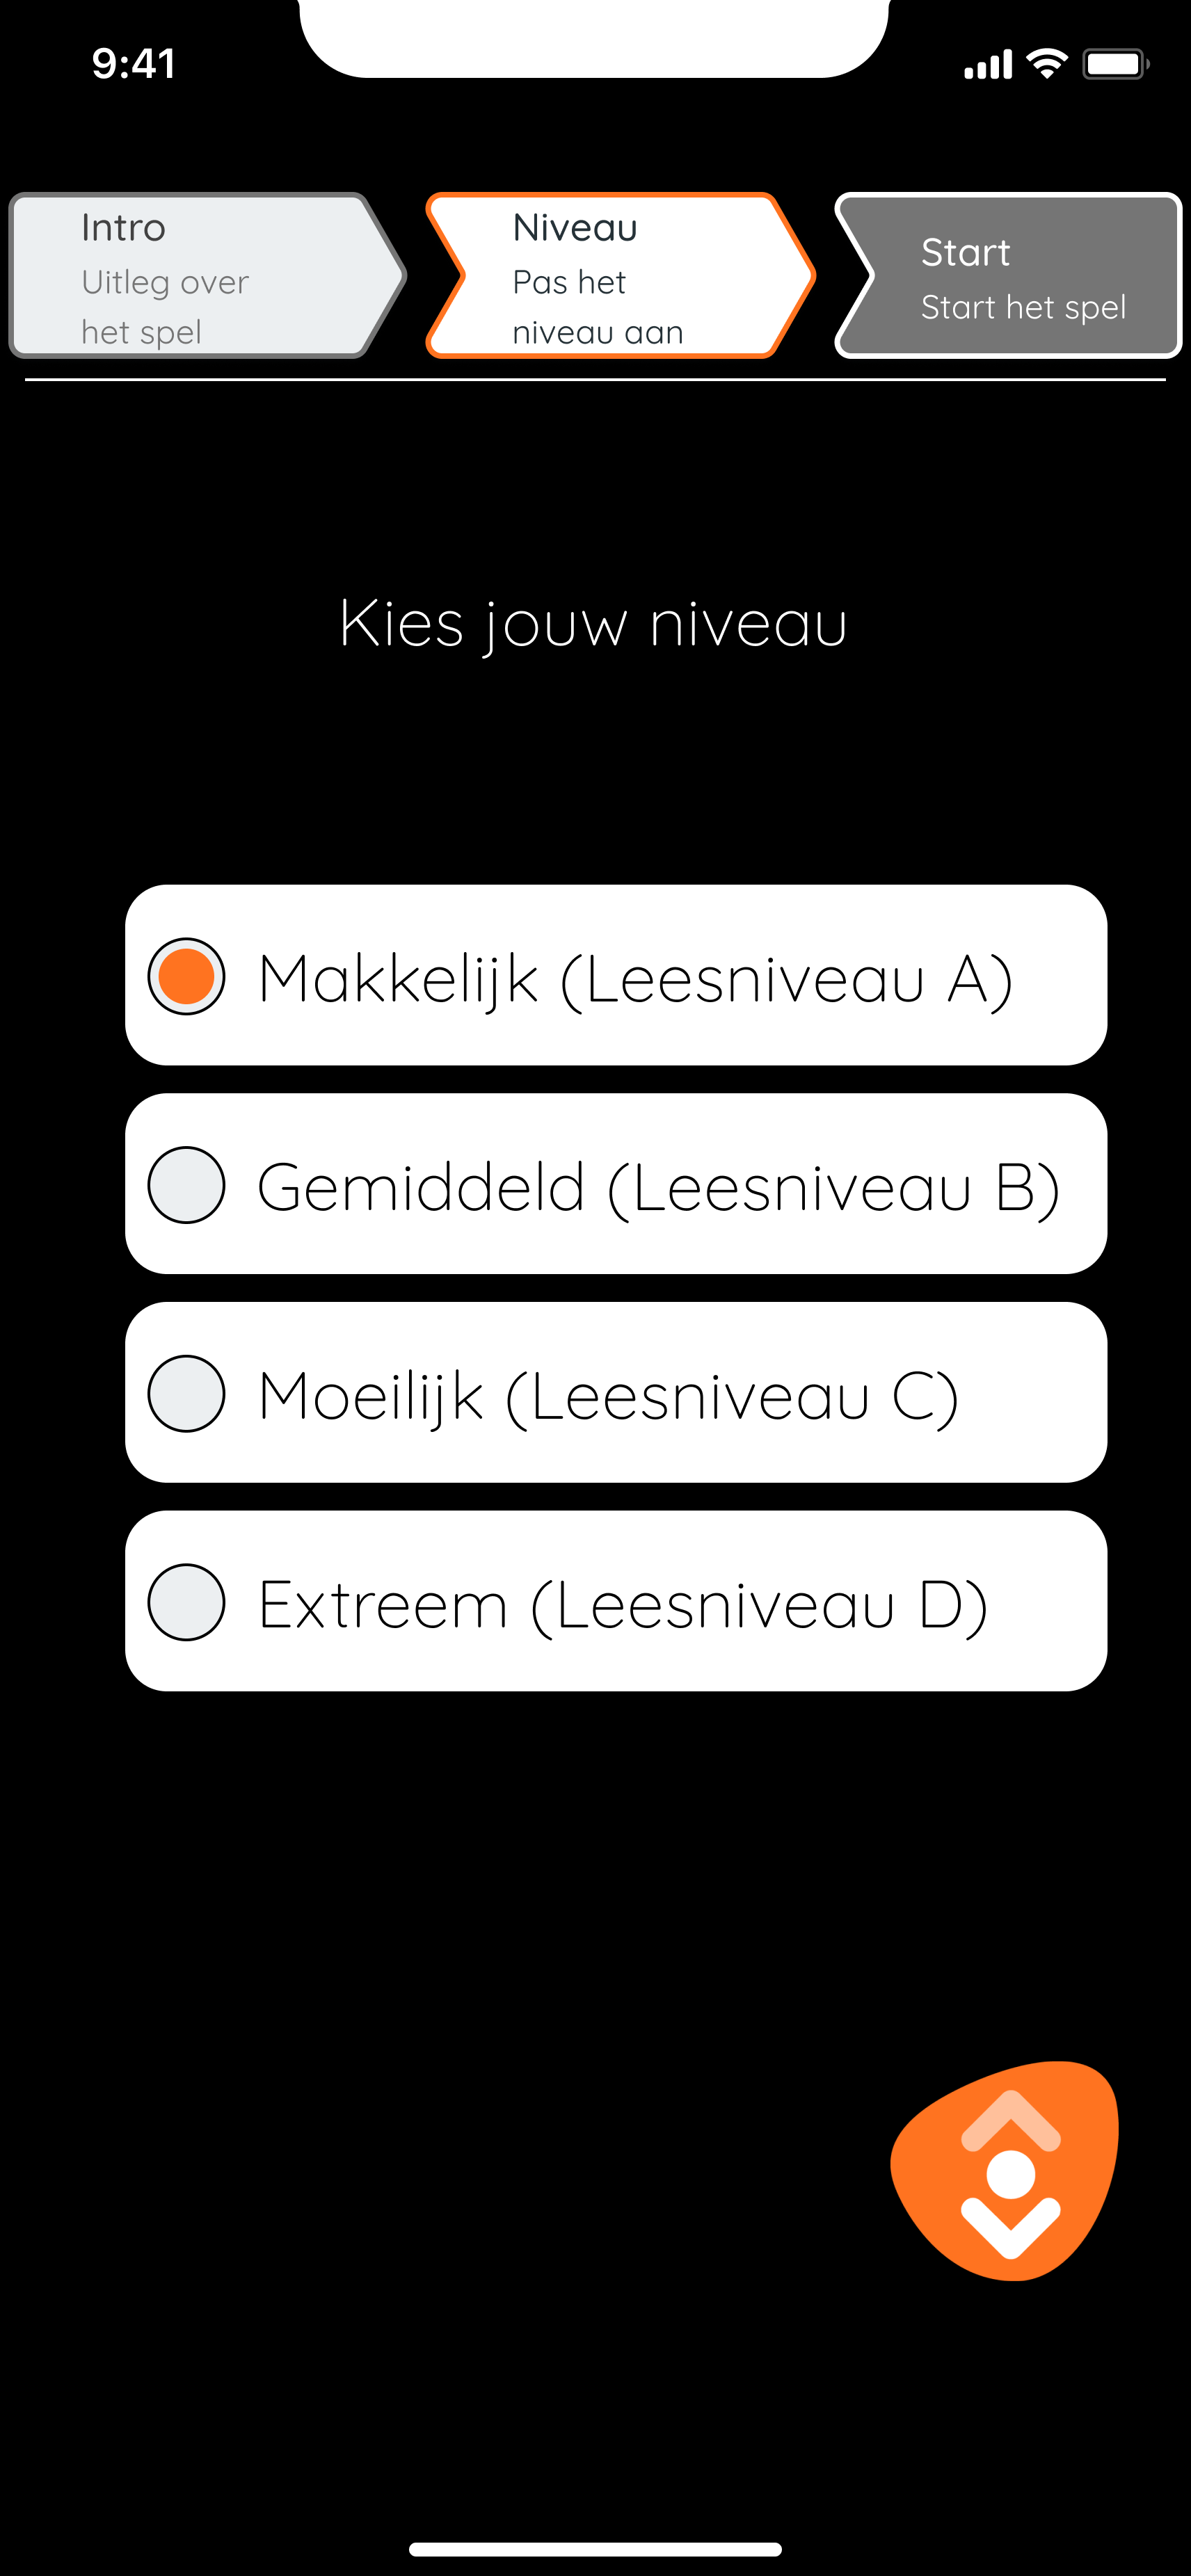 9:41
Intro
Uitleg over
het spel
Niveau
Pas het
niveau aan
Start
Start het spel
Kies jouw niveau
Makkelijk (Leesniveau A)
Gemiddeld (Leesniveau B)
Moeilijk (Leesniveau C)
Extreem (Leesniveau D)